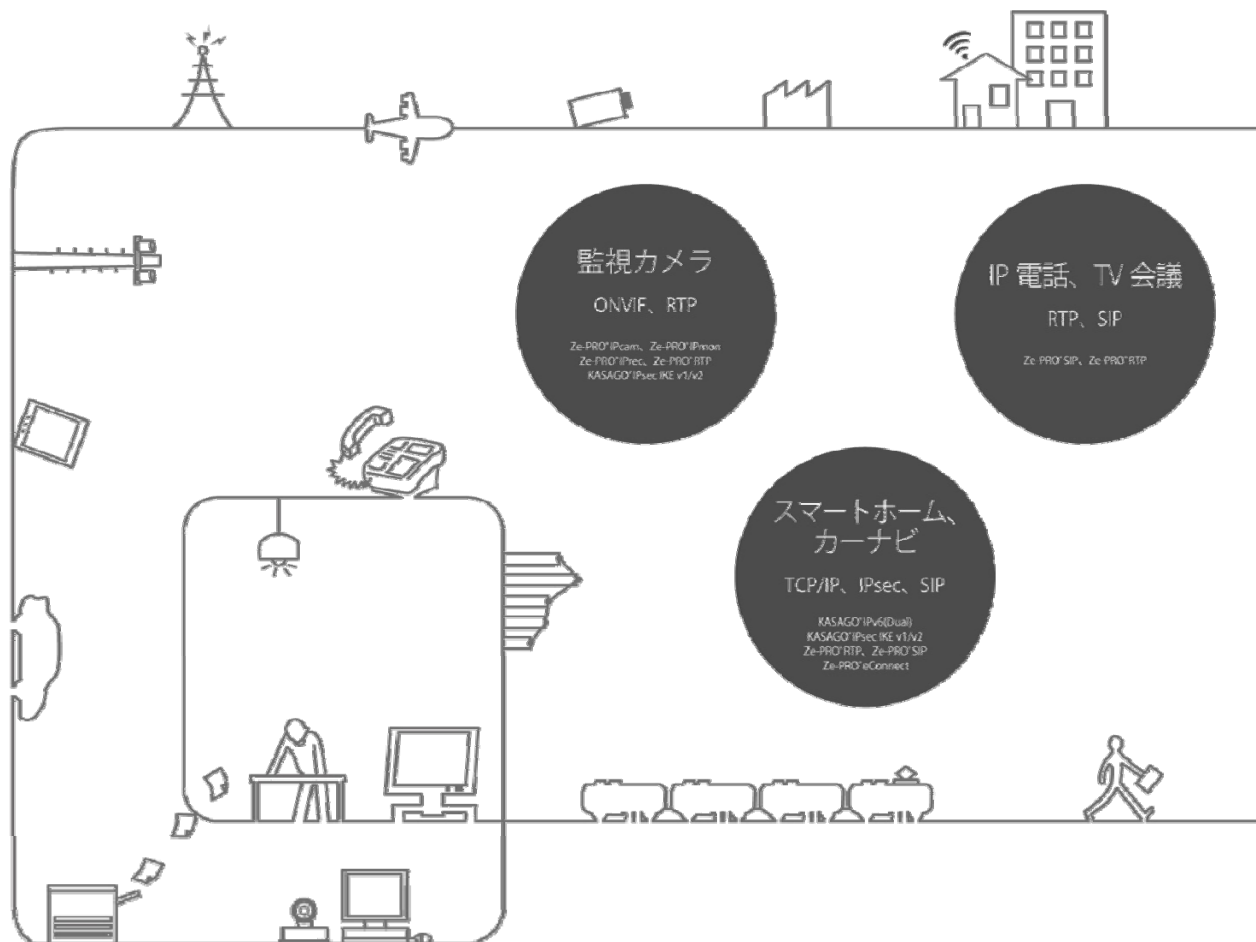 監視カメラ
ONVIF、RTP
Ze-PRO®IPcam、Ze-PRO®IPmon
Ze-PRO®IPrec、Ze-PRO®RTP
KASAGO®IPsec IKE v1/v2
IP 電話、TV 会議
RTP、SIP
Ze-PRO®SIP、Ze-PRO®RTP
スマートホーム、
カーナビ
TCP/IP、IPsec、SIP
KASAGO®IPv6(Dual)
KASAGO®IPsec IKE v1/v2
Ze-PRO®RTP、Ze-PRO®SIP
Ze-PRO®eConnect